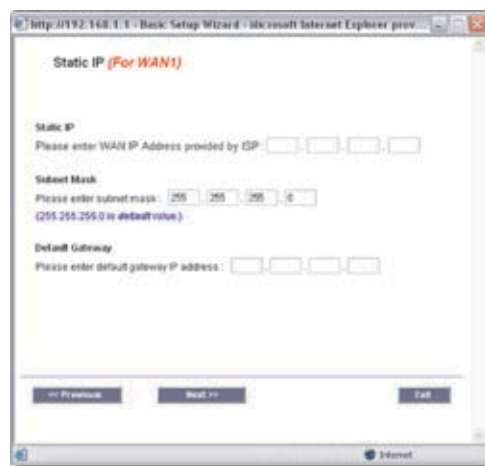 http://192.168.1.1 - Basic Setup Wizard - Microsoft Internet Explorer prov...
Static IP (For WAN1)
Static IP
Please enter WAN IP Address provided by ISP:
Subnet Mask
Please enter subnet mask: 255 . 255 . 255 . 0
(255.255.255.0 is default value.)
Default Gateway
Please enter default gateway IP address :
<< Previous Next >> Exit
Internet